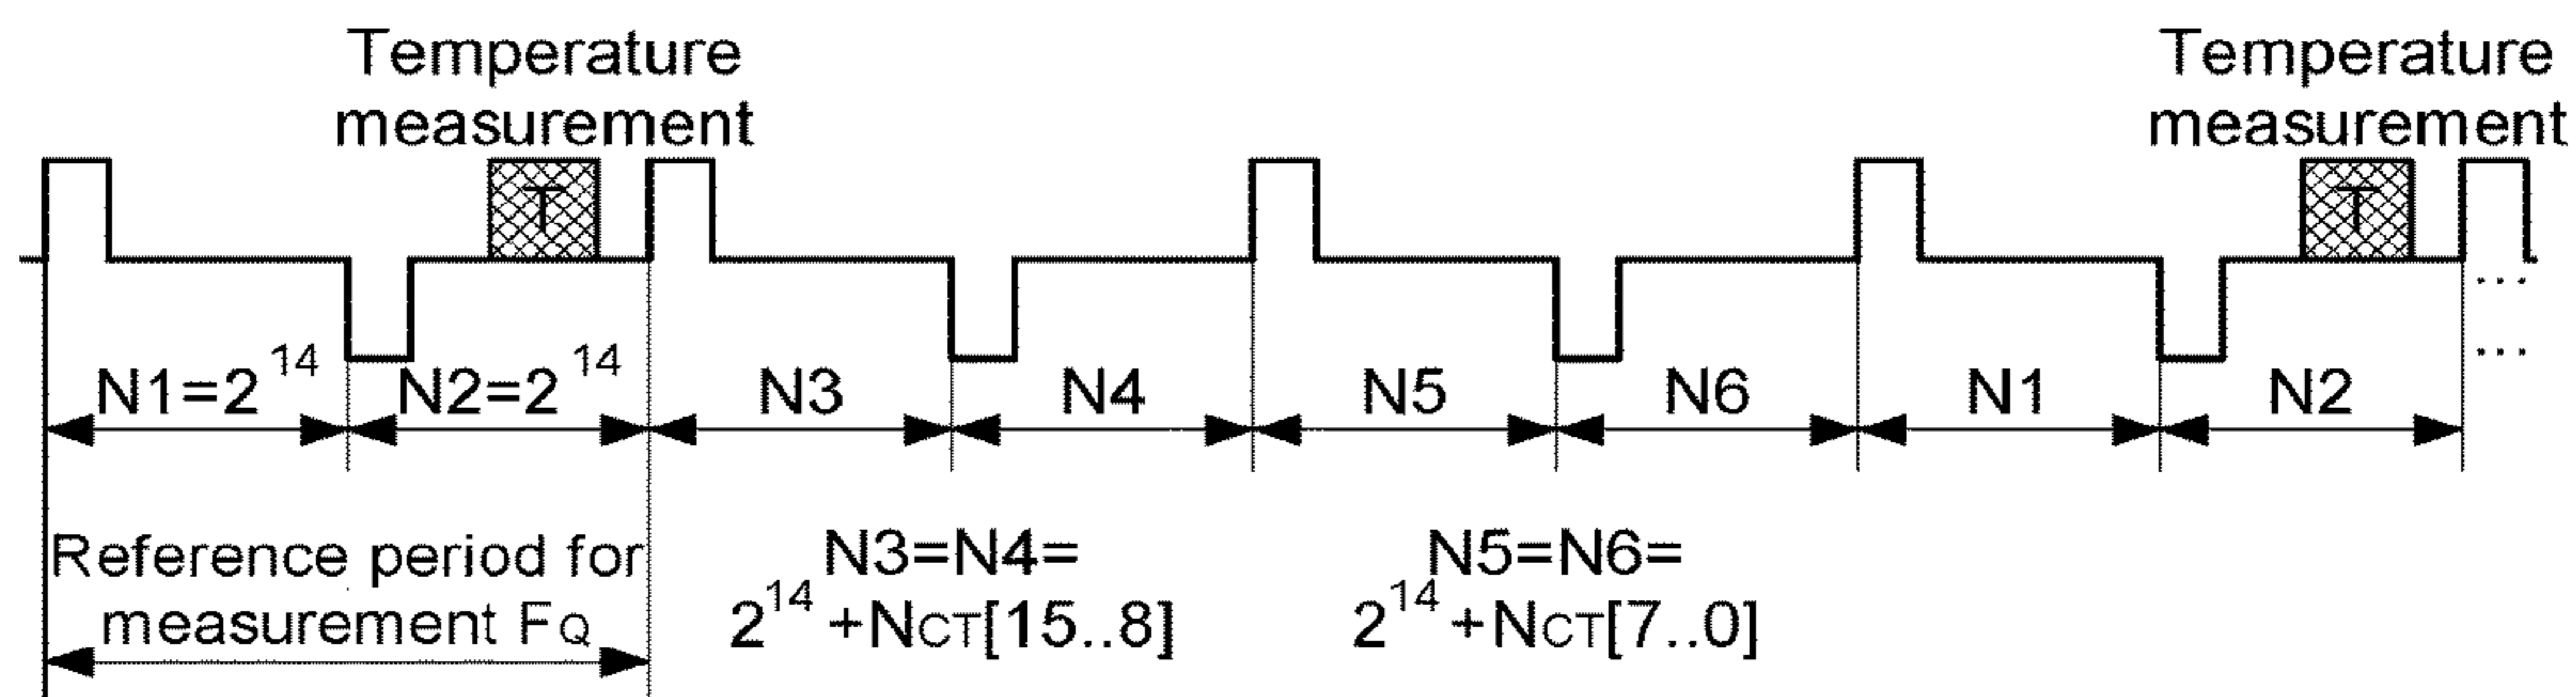 Temperature
measurement
Temperature
measurement
T
T
N1=2^14
N2=2^14
N3
N4
N5
N6
N1
N2
...
...
Reference period for
measurement FQ
N3=N4=
2^14+NCT[15..8]
N5=N6=
2^14+NCT[7..0]